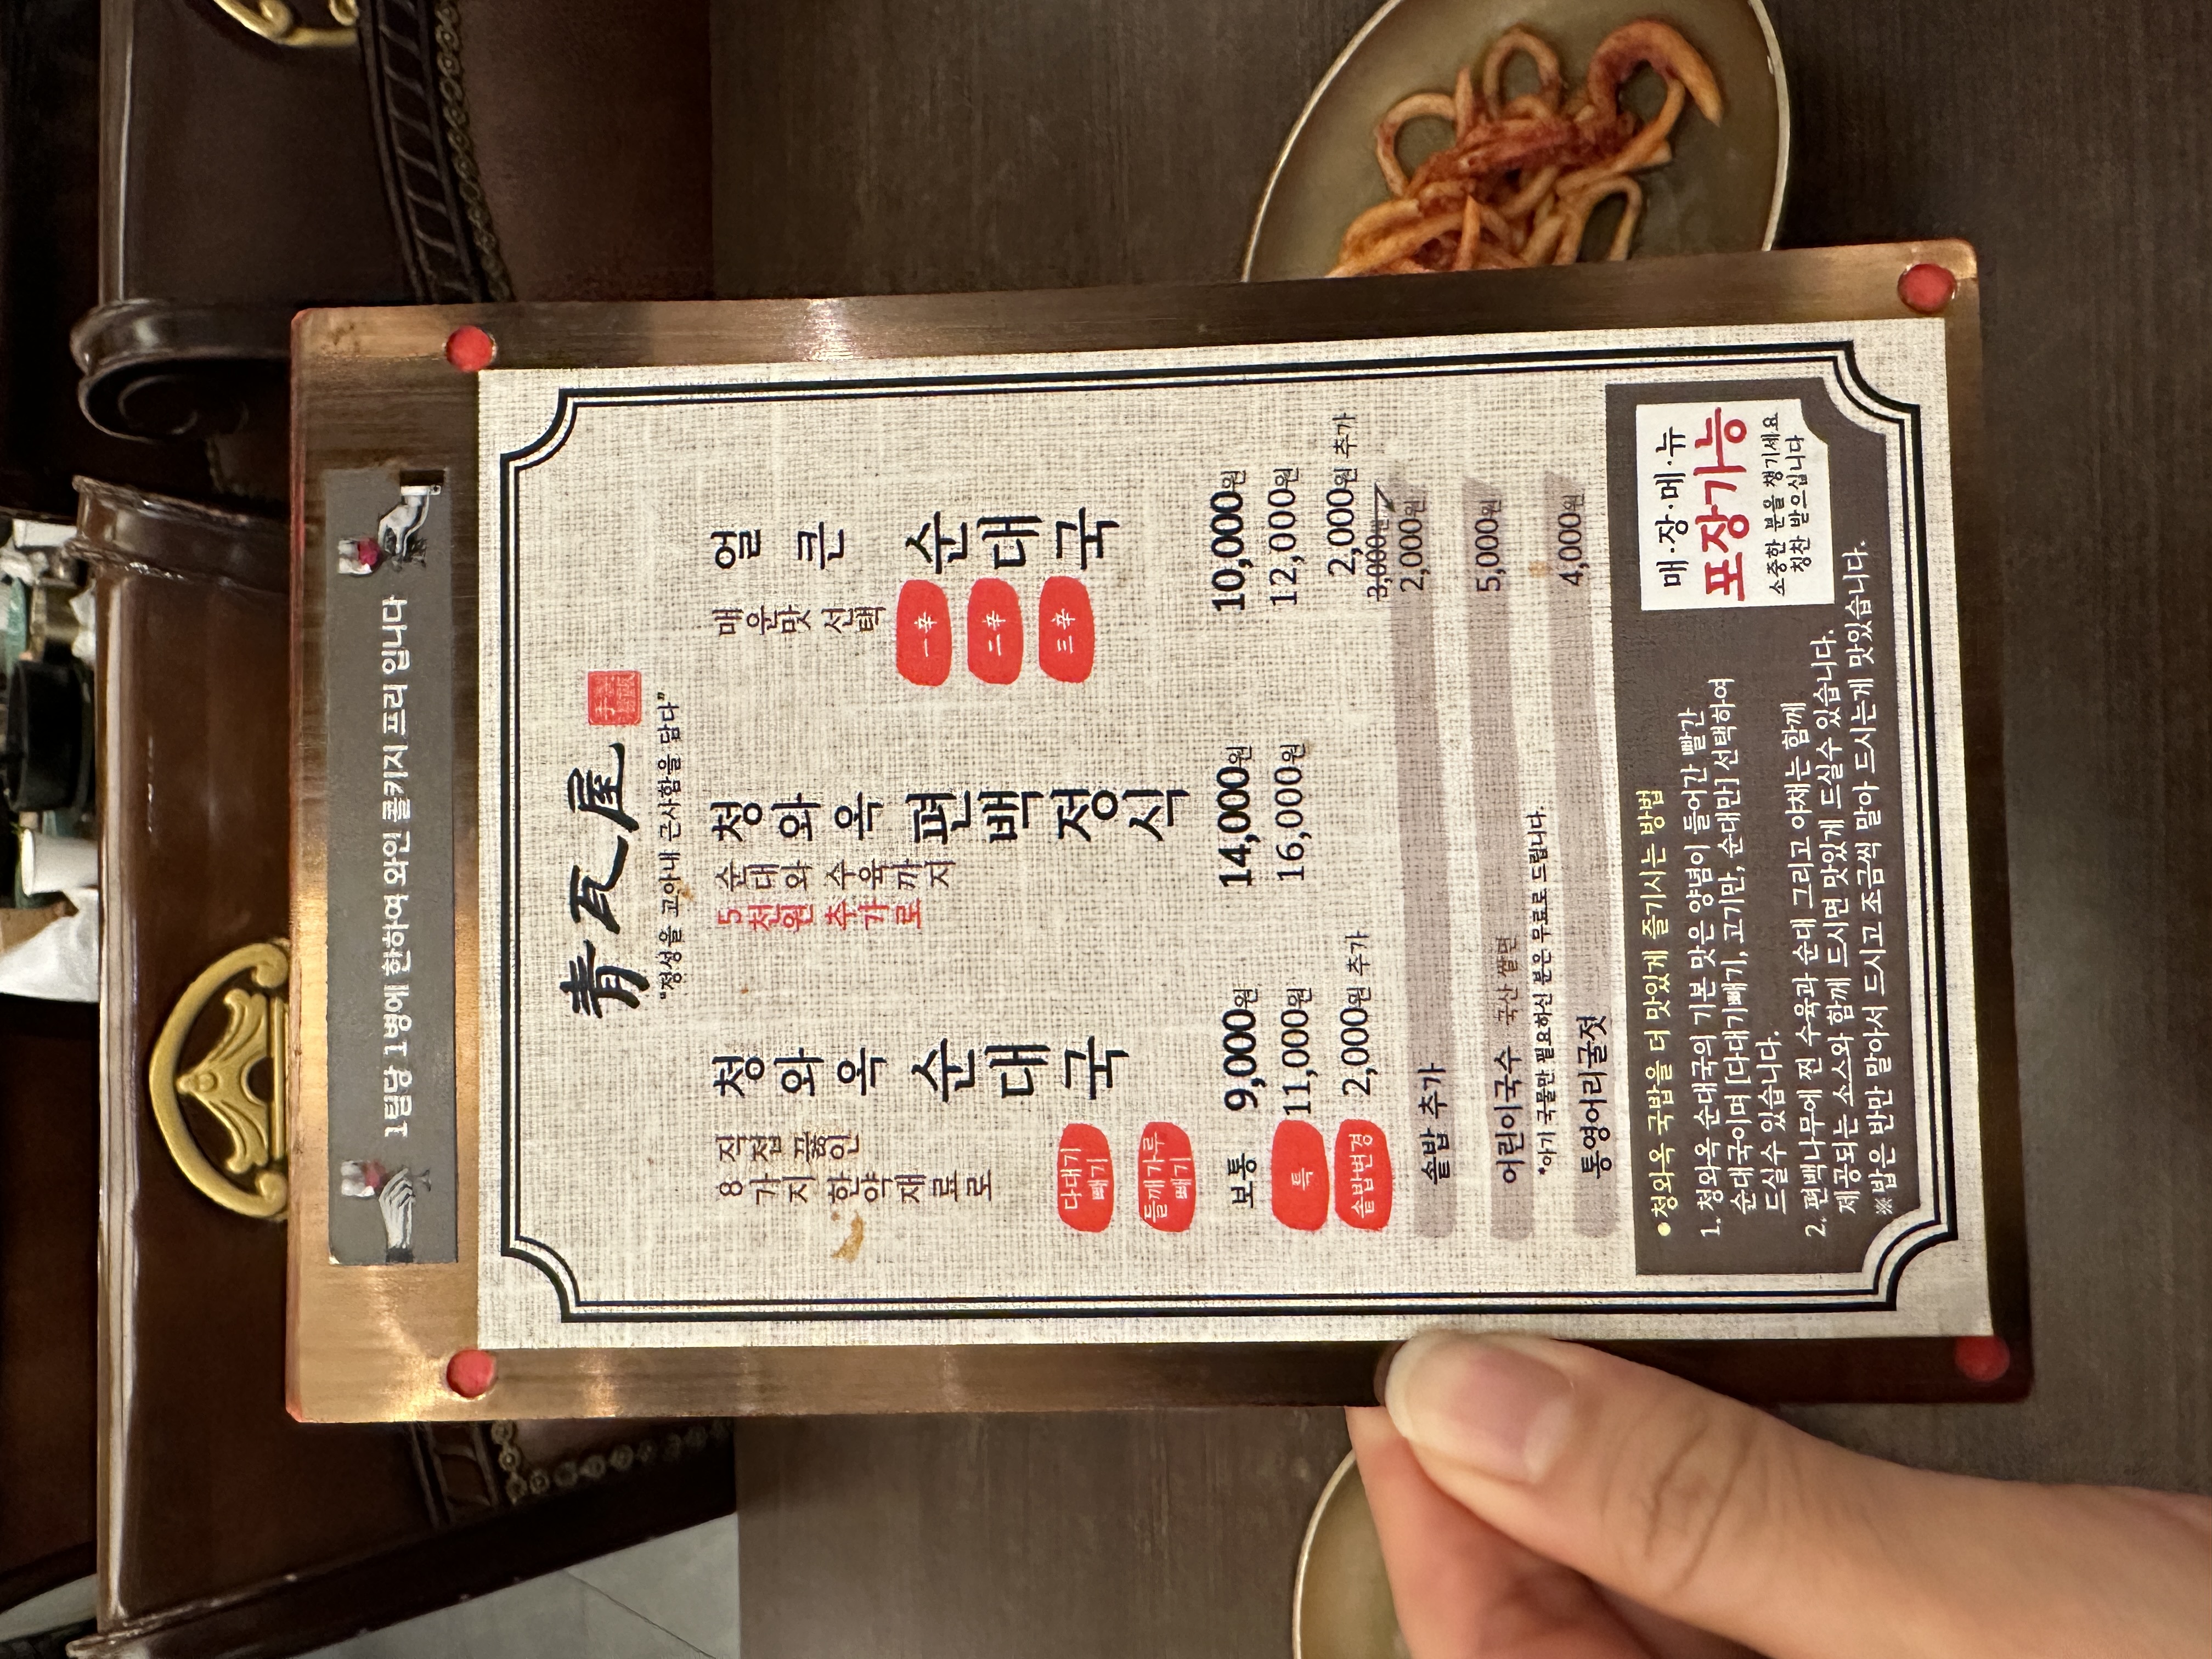 1팀당 1병에 한하여 와인 콜키지 프리 입니다
青瓦屋
"정성을 고아내 근사함을 담다"
8가지 한약재료로
직접 끓인
청와옥 순대국
다대기 빼기
들깨가루 빼기
5천원 추가로
순대와 수육까지
청와옥 편백정식
매운맛 선택
얼큰 순대국
一辛
二辛
三辛
보통 9,000원 14,000원 10,000원
특 11,000원 16,000원 12,000원
솥밥변경 2,000원 추가 2,000원 추가
솥밥 추가 3,000원 2,000원
어린이국수 국산 쌀면 5,000원
*아기 국물만 필요하신 분은 무료로 드립니다.
통영어리굴젓 4,000원
●청와옥 국밥을 더 맛있게 즐기시는 방법
1. 청와옥 순대국의 기본 맛은 양념이 들어간 빨간
순대국이며 [다대기빼기, 고기만, 순대만] 선택하여
드실수 있습니다.
2. 편백나무에 찐 수육과 순대 그리고 야채는 함께
제공되는 소스와 함께 드시면 맛있게 드실수 있습니다.
※밥은 반만 말아서 드시고 조금씩 말아 드시는게 맛있습니다.
매·장·메·뉴
포장가능
소중한 분을 챙기세요
칭찬 받으십니다